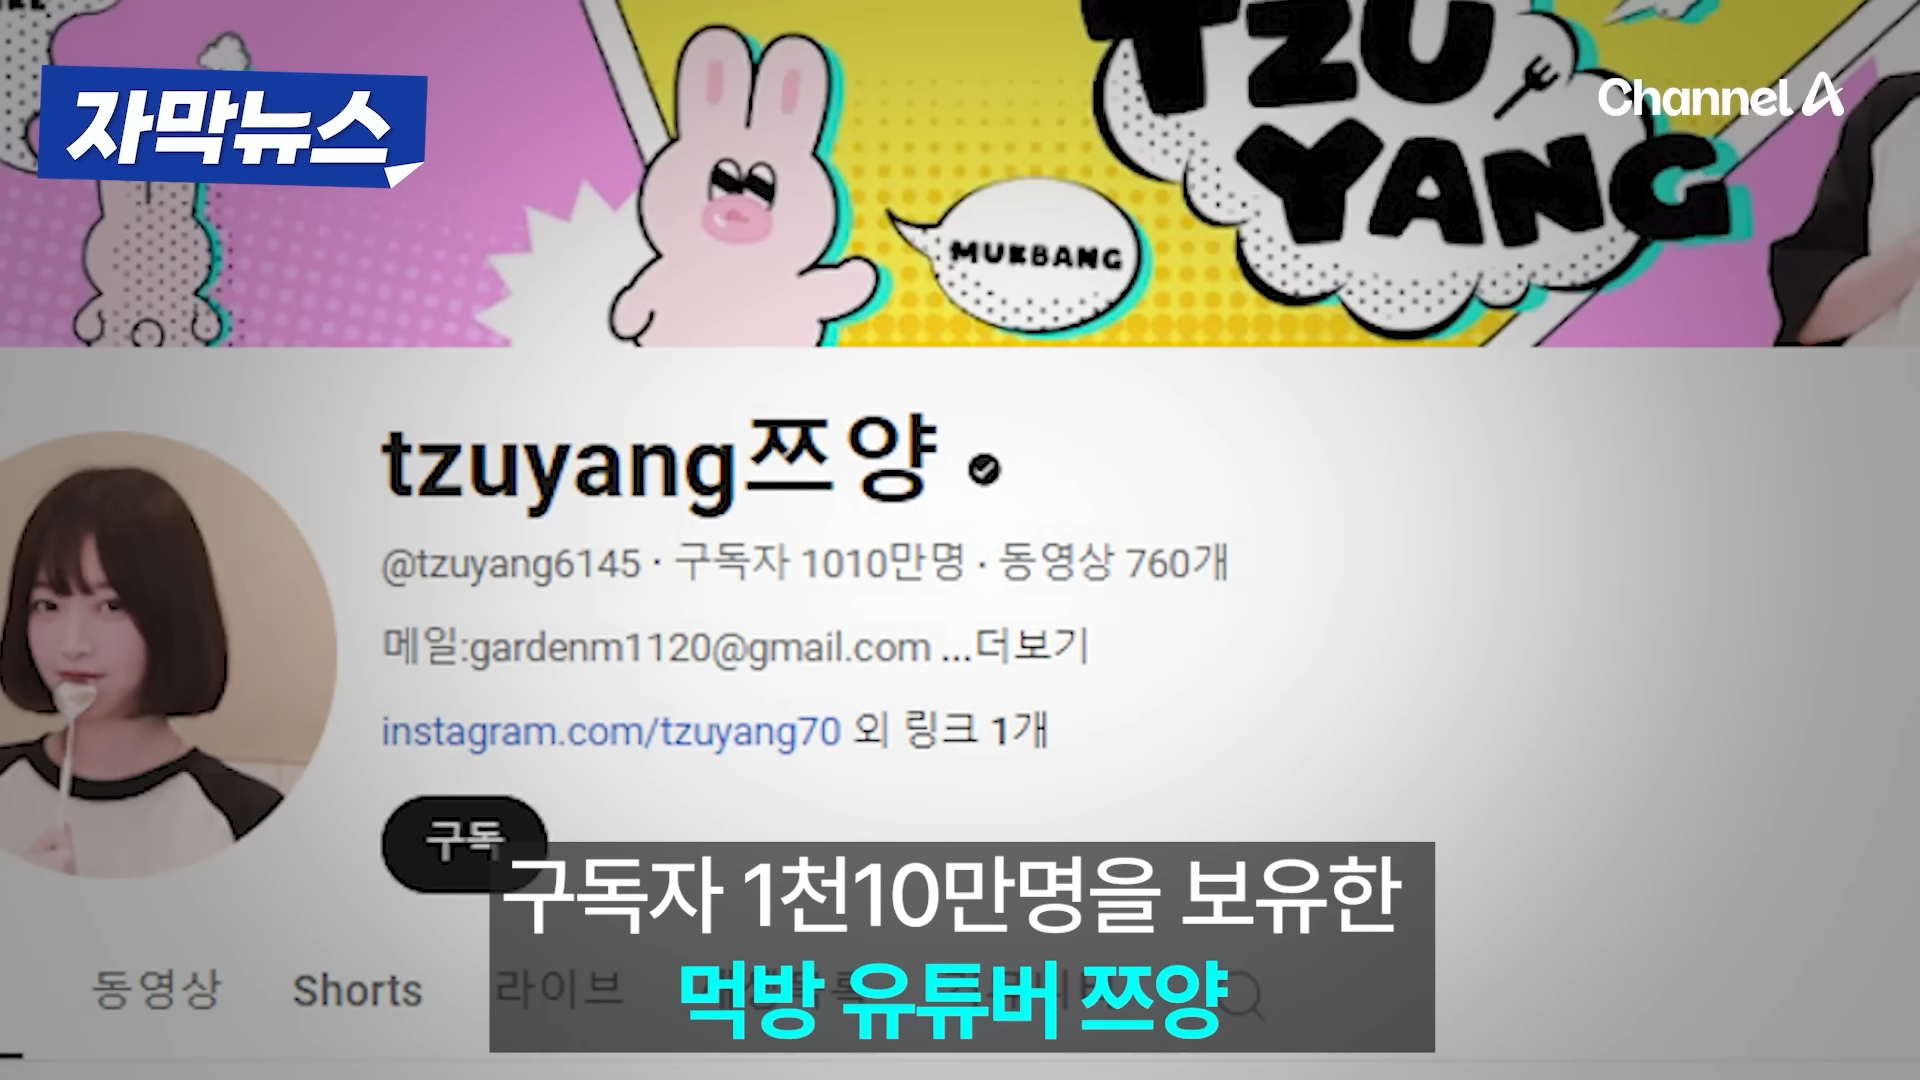 자막뉴스
Channel A
TZU
YANG
MUKBANG
tzuyang쯔양
@tzuyang6145 · 구독자 1010만명 · 동영상 760개
메일:gardenm1120@gmail.com ...더보기
instagram.com/tzuyang70 외 링크 1개
구독
구독자 1천10만명을 보유한
먹방 유튜버 쯔양
동영상 Shorts 라이브